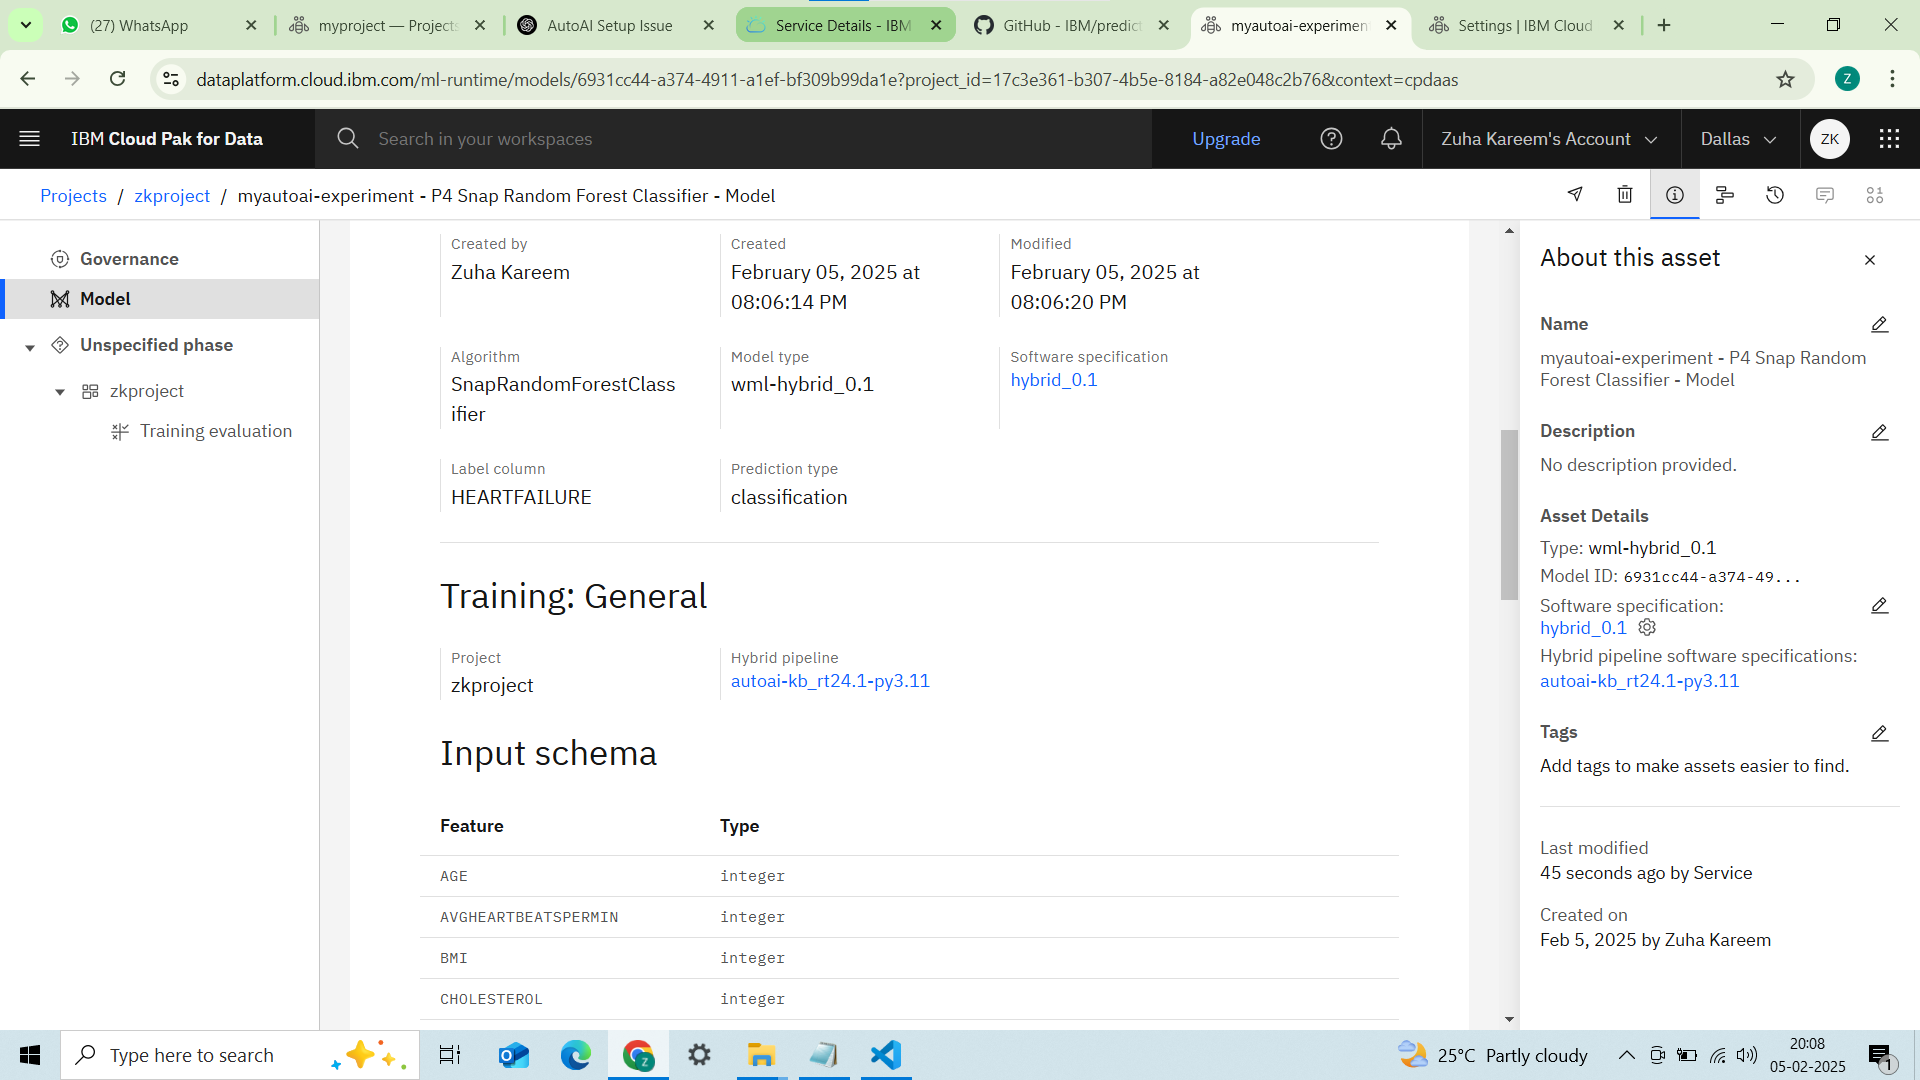 (27) WhatsApp
myproject — Projects
AutoAI Setup Issue
Service Details - IBM
GitHub - IBM/predict
myautoai-experiment
Settings | IBM Cloud
dataplatform.cloud.ibm.com/ml-runtime/models/6931cc44-a374-4911-a1ef-bf309b99da1e?project_id=17c3e361-b307-4b5e-8184-a82e048c2b76&context=cpdaas
Z
IBM Cloud Pak for Data
Search in your workspaces
Upgrade
Zuha Kareem's Account
Dallas
ZK
Projects / zkproject / myautoai-experiment - P4 Snap Random Forest Classifier - Model
Governance
Model
Unspecified phase
zkproject
Training evaluation
Created by
Zuha Kareem
Created
February 05, 2025 at
08:06:14 PM
Modified
February 05, 2025 at
08:06:20 PM
Algorithm
SnapRandomForestClass
ifier
Model type
wml-hybrid_0.1
Software specification
hybrid_0.1
Label column
HEARTFAILURE
Prediction type
classification
Training: General
Project
zkproject
Hybrid pipeline
autoai-kb_rt24.1-py3.11
Input schema
Feature Type
AGE integer
AVGHEARTBEATSPERMIN integer
BMI integer
CHOLESTEROL integer
About this asset
Name
myautoai-experiment - P4 Snap Random
Forest Classifier - Model
Description
No description provided.
Asset Details
Type: wml-hybrid_0.1
Model ID: 6931cc44-a374-49...
Software specification:
hybrid_0.1
Hybrid pipeline software specifications:
autoai-kb_rt24.1-py3.11
Tags
Add tags to make assets easier to find.
Last modified
45 seconds ago by Service
Created on
Feb 5, 2025 by Zuha Kareem
Type here to search
25°C Partly cloudy
20:08
05-02-2025
1